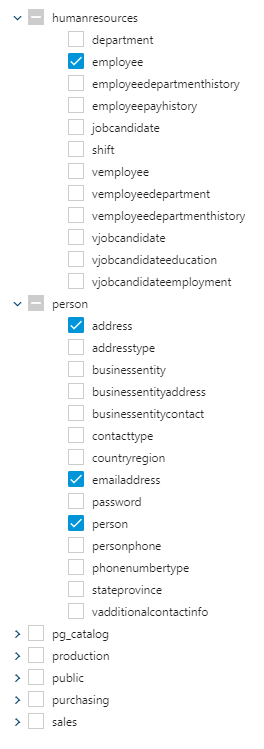 humanresources
department
employee
employeedepartmenthistory
employeepayhistory
jobcandidate
shift
vemployee
vemployeedepartment
vemployeedepartmenthistory
vjobcandidate
vjobcandidateeducation
vjobcandidateemployment
person
address
addresstype
businessentity
businessentityaddress
businessentitycontact
contacttype
countryregion
emailaddress
password
person
personphone
phonenumbertype
stateprovince
vadditionalcontactinfo
pg_catalog
production
public
purchasing
sales